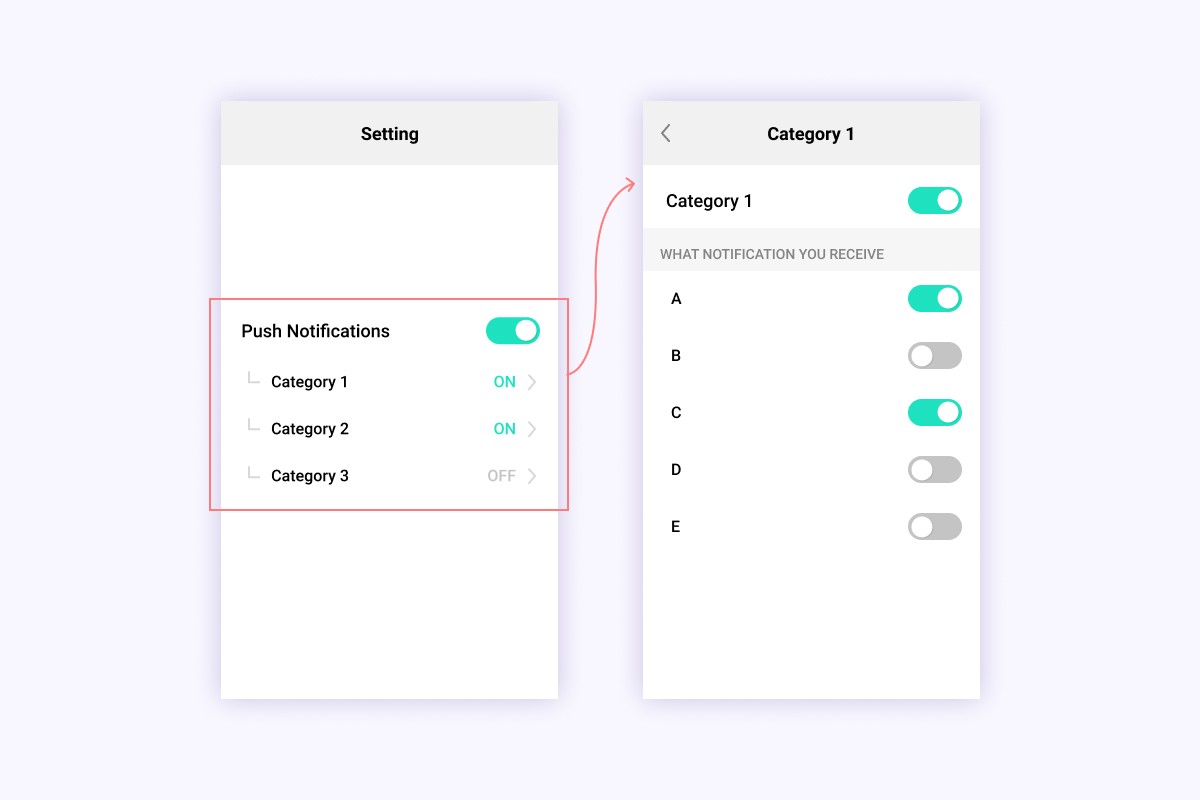 Setting
Push Notifications
Category 1 ON
Category 2 ON
Category 3 OFF
Category 1
Category 1
WHAT NOTIFICATION YOU RECEIVE
A
B
C
D
E